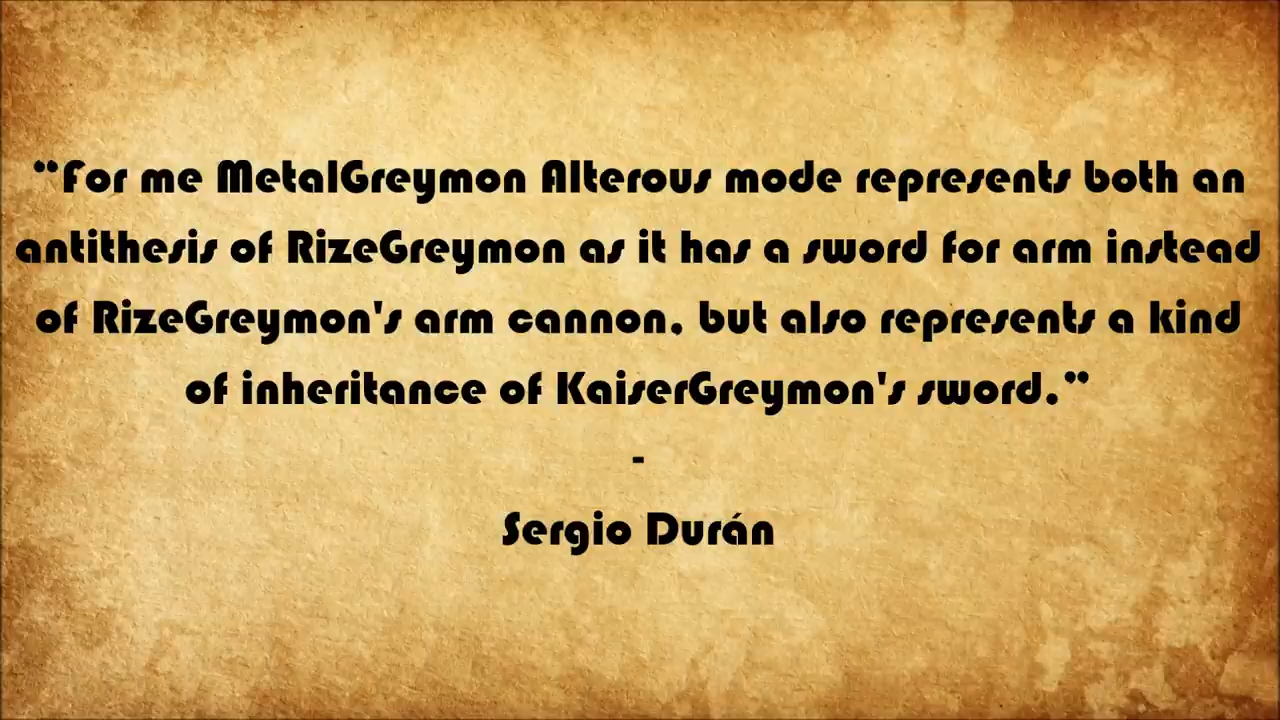 “For me MetalGreymon Alterous mode represents both an
antithesis of RizeGreymon as it has a sword for arm instead
of RizeGreymon's arm cannon, but also represents a kind
of inheritance of KaiserGreymon's sword.”
-
Sergio Durán